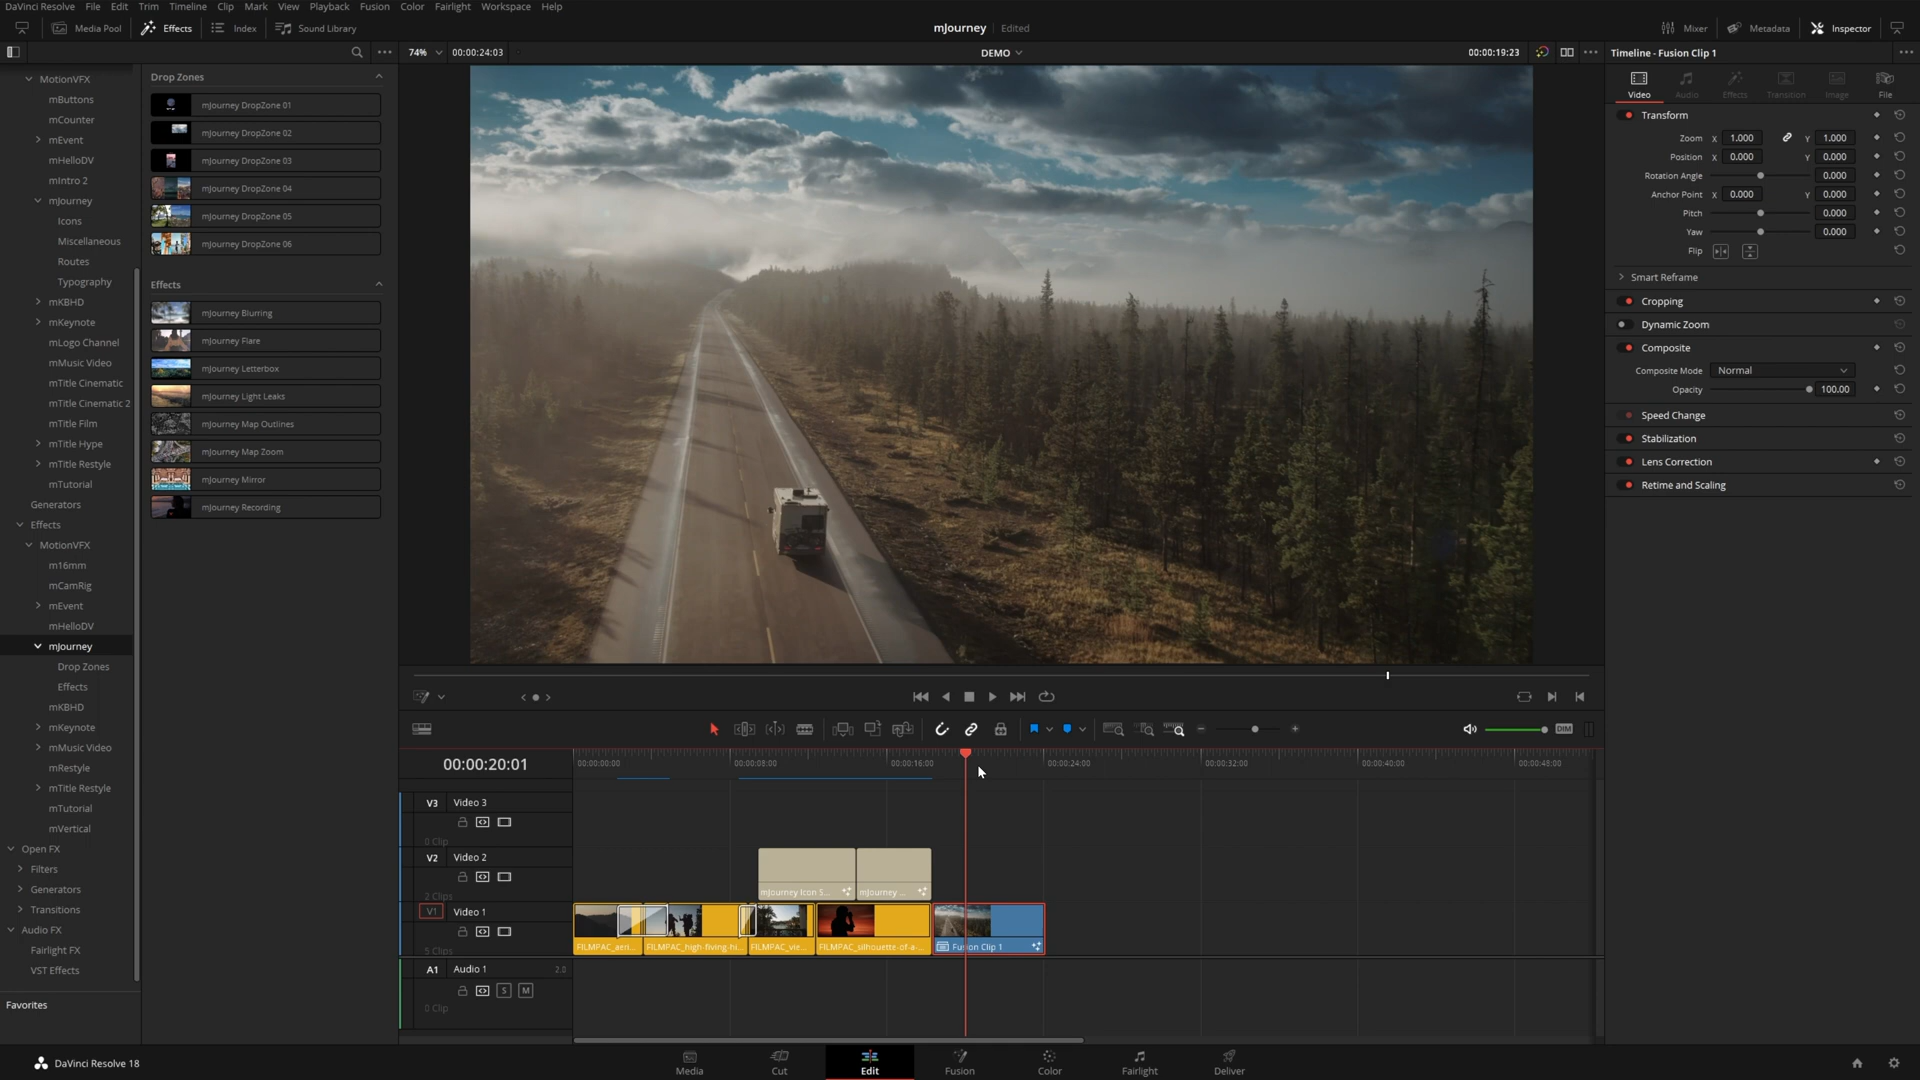 DaVinci Resolve File Edit Trim Timeline Clip Mark View Playback Fusion Color Fairlight Workspace Help
Media Pool Effects Index Sound Library mJourney Edited Mixer Metadata Inspector
74% 00:00:24:03 DEMO 00:00:19:23 Timeline - Fusion Clip 1
MotionVFX
mButtons
mCounter
mEvent
mHelloDV
mIntro 2
mJourney
Icons
Miscellaneous
Routes
Typography
mKBHD
mKeynote
mLogo Channel
mMusic Video
mTitle Cinematic
mTitle Cinematic 2
mTitle Film
mTitle Hype
mTitle Restyle
mTutorial
Generators
Effects
MotionVFX
m16mm
mCamRig
mEvent
mHelloDV
mJourney
Drop Zones
Effects
mKBHD
mKeynote
mMusic Video
mRestyle
mTitle Restyle
mTutorial
mVertical
Open FX
Filters
Generators
Transitions
Audio FX
Fairlight FX
VST Effects
Favorites
Drop Zones
mJourney DropZone 01
mJourney DropZone 02
mJourney DropZone 03
mJourney DropZone 04
mJourney DropZone 05
mJourney DropZone 06
Effects
mJourney Blurring
mJourney Flare
mJourney Letterbox
mJourney Light Leaks
mJourney Map Outlines
mJourney Map Zoom
mJourney Mirror
mJourney Recording
Video Audio Effects Transition Image File
Transform
Zoom X 1.000 Y 1.000
Position X 0.000 Y 0.000
Rotation Angle 0.000
Anchor Point X 0.000 Y 0.000
Pitch 0.000
Yaw 0.000
Flip
Smart Reframe
Cropping
Dynamic Zoom
Composite
Composite Mode Normal
Opacity 100.00
Speed Change
Stabilization
Lens Correction
Retime and Scaling
DIM
00:00:20:01 00:00:00:00 00:00:08:00 00:00:16:00 00:00:24:00 00:00:32:00 00:00:40:00 00:00:48:00
V3 Video 3
0 Clip
V2 Video 2
2 Clips
mJourney Icon S... mJourney ...
V1 Video 1
5 Clips
FILMPAC_aeri... FILMPAC_high-fiving-hi... FILMPAC_vie... FILMPAC_silhouette-of-a-... Fusion Clip 1
A1 Audio 1 2.0
S M
0 Clip
DaVinci Resolve 18 Media Cut Edit Fusion Color Fairlight Deliver